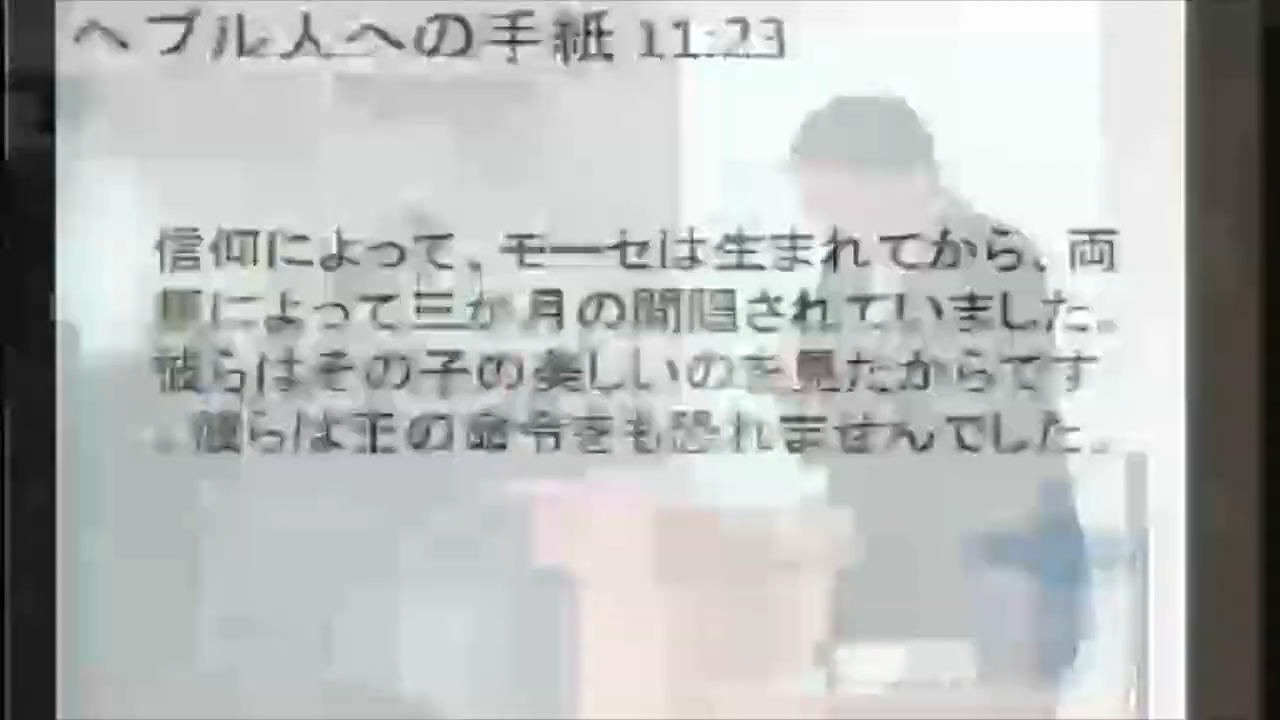 ヘブル人への手紙 11:23
信仰によって、モーセは生まれてから、両
親によって三か月の間隠されていました。
彼らはその子の美しいのを見たからです
。彼らは王の命令をも恐れませんでした。